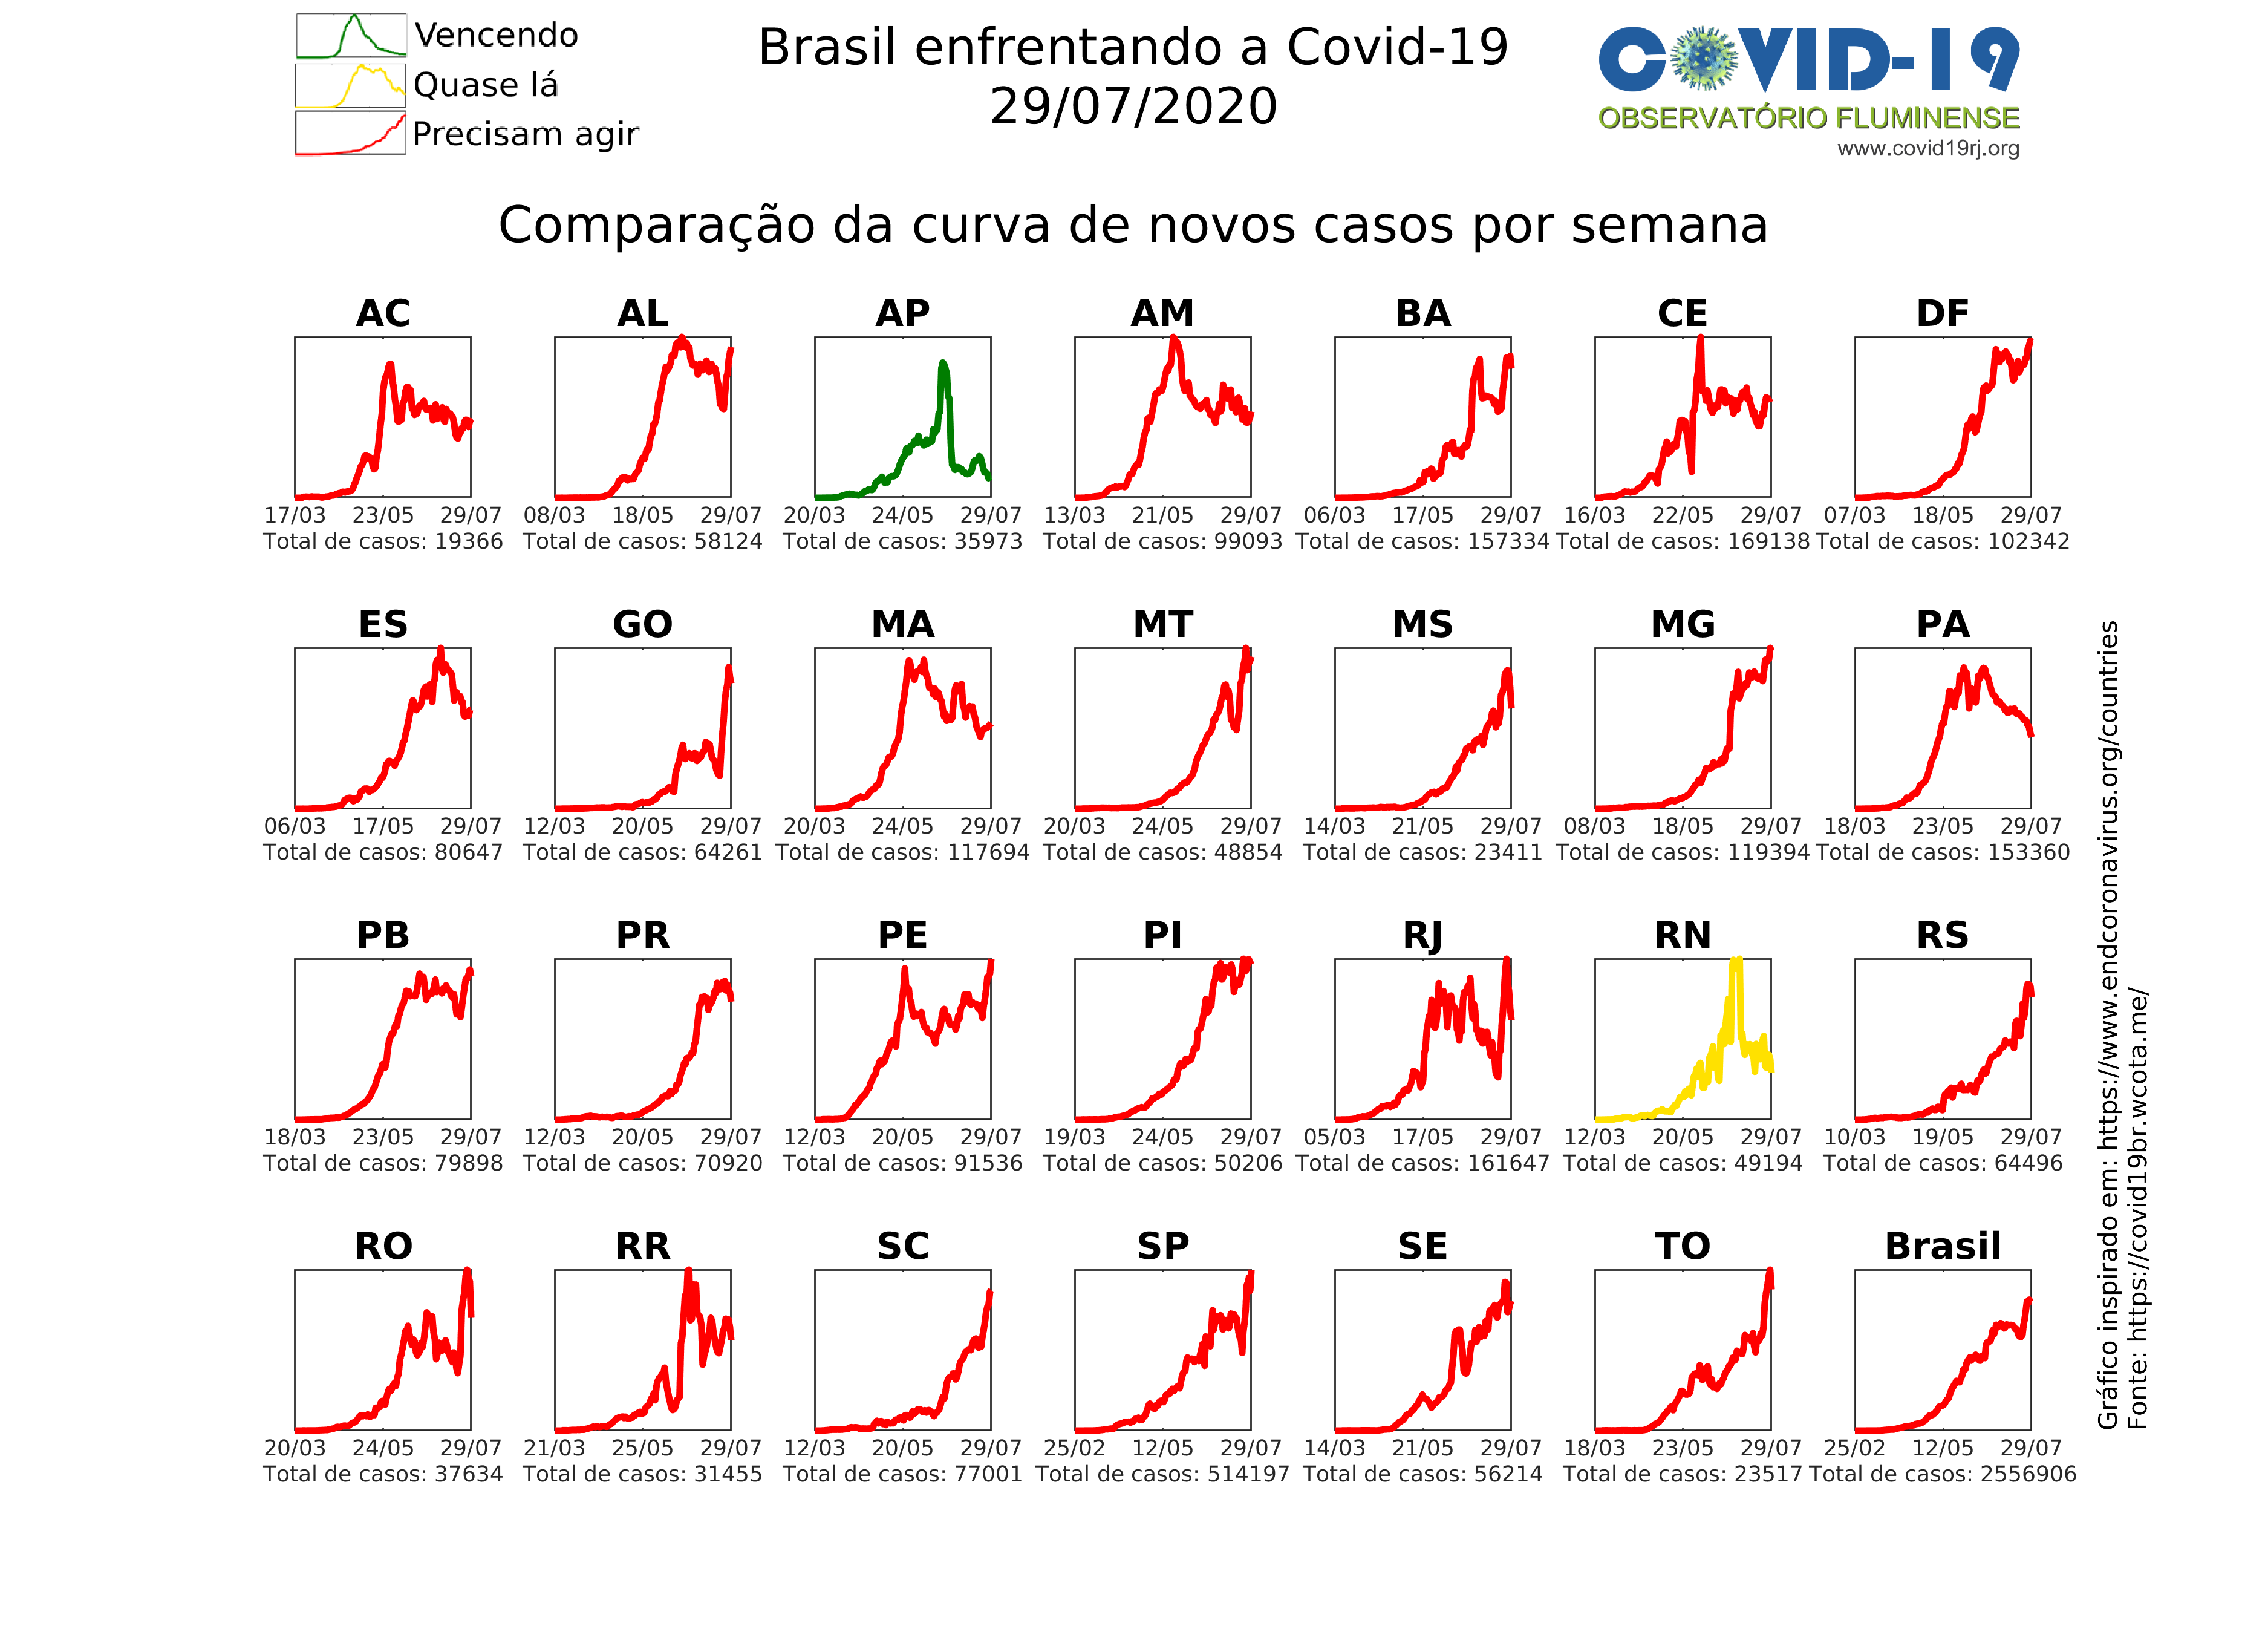 Vencendo
Quase lá
Precisam agir
Brasil enfrentando a Covid-19
29/07/2020
COVID-19
OBSERVATÓRIO FLUMINENSE
www.covid19rj.org
Comparação da curva de novos casos por semana
AC AL AP AM BA CE DF
17/03 23/05 29/07 08/03 18/05 29/07 20/03 24/05 29/07 13/03 21/05 29/07 06/03 17/05 29/07 16/03 22/05 29/07 07/03 18/05 29/07
Total de casos: 19366 Total de casos: 58124 Total de casos: 35973 Total de casos: 99093 Total de casos: 157334 Total de casos: 169138 Total de casos: 102342
ES GO MA MT MS MG PA
06/03 17/05 29/07 12/03 20/05 29/07 20/03 24/05 29/07 20/03 24/05 29/07 14/03 21/05 29/07 08/03 18/05 29/07 18/03 23/05 29/07
Total de casos: 80647 Total de casos: 64261 Total de casos: 117694 Total de casos: 48854 Total de casos: 23411 Total de casos: 119394 Total de casos: 153360
PB PR PE PI RJ RN RS
18/03 23/05 29/07 12/03 20/05 29/07 12/03 20/05 29/07 19/03 24/05 29/07 05/03 17/05 29/07 12/03 20/05 29/07 10/03 19/05 29/07
Total de casos: 79898 Total de casos: 70920 Total de casos: 91536 Total de casos: 50206 Total de casos: 161647 Total de casos: 49194 Total de casos: 64496
RO RR SC SP SE TO Brasil
20/03 24/05 29/07 21/03 25/05 29/07 12/03 20/05 29/07 25/02 12/05 29/07 14/03 21/05 29/07 18/03 23/05 29/07 25/02 12/05 29/07
Total de casos: 37634 Total de casos: 31455 Total de casos: 77001 Total de casos: 514197 Total de casos: 56214 Total de casos: 23517 Total de casos: 2556906
Gráfico inspirado em: https://www.endcoronavirus.org/countries
Fonte: https://covid19br.wcota.me/